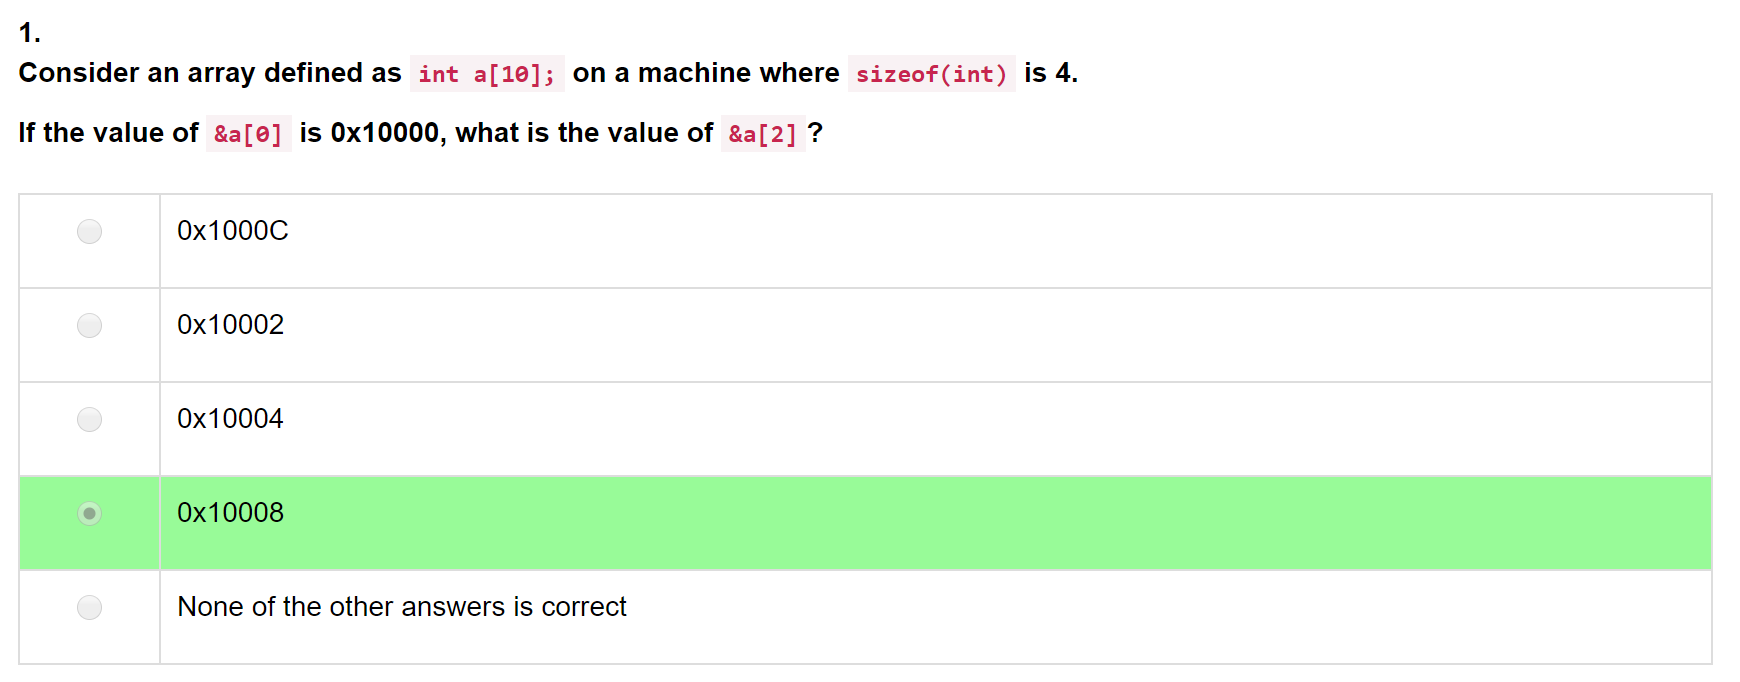 1.
Consider an array defined as int a[10]; on a machine where sizeof(int) is 4.
If the value of &a[0] is 0x10000, what is the value of &a[2] ?
0x1000C
0x10002
0x10004
0x10008
None of the other answers is correct